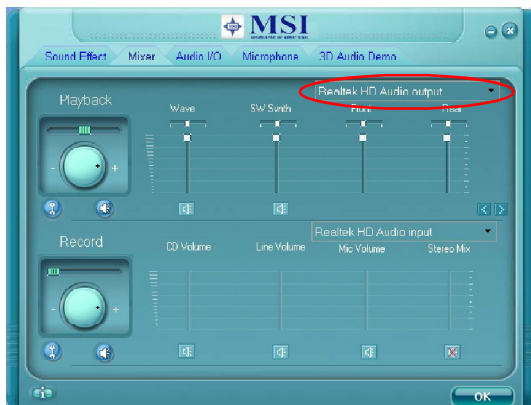 MSI
Sound Effect Mixer Audio I/O Microphone 3D Audio Demo
Realtek HD Audio output
Playback
Wave SW Synth Front Rear
- +
Realtek HD Audio input
Record
CD Volume Line Volume Mic Volume Stereo Mix
- +
i
OK